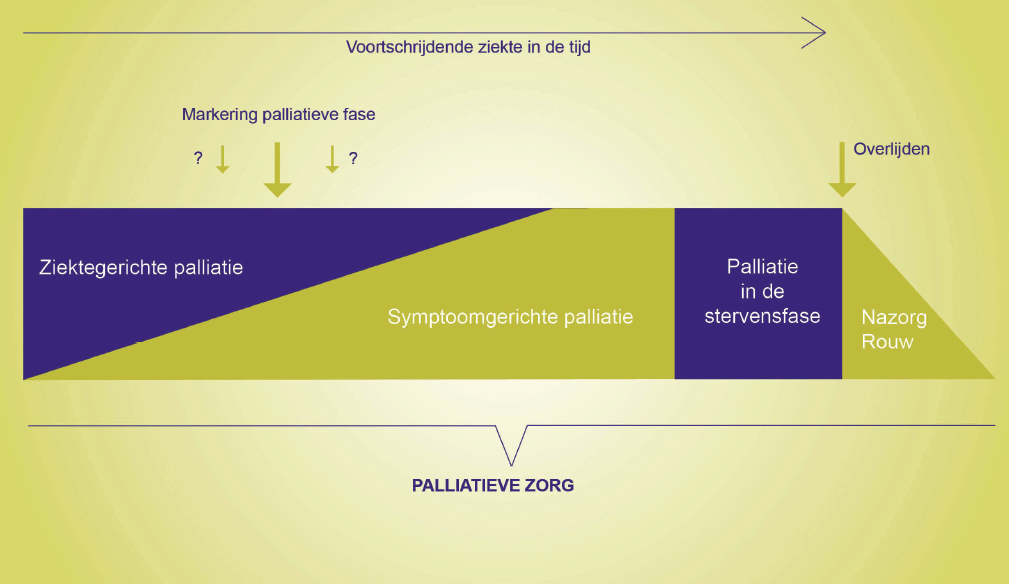 Voortschrijdende ziekte in de tijd
Markering palliatieve fase
? ?
Overlijden
Ziektegerichte palliatie
Symptoomgerichte palliatie
Palliatie
in de
stervensfase
Nazorg
Rouw
PALLIATIEVE ZORG